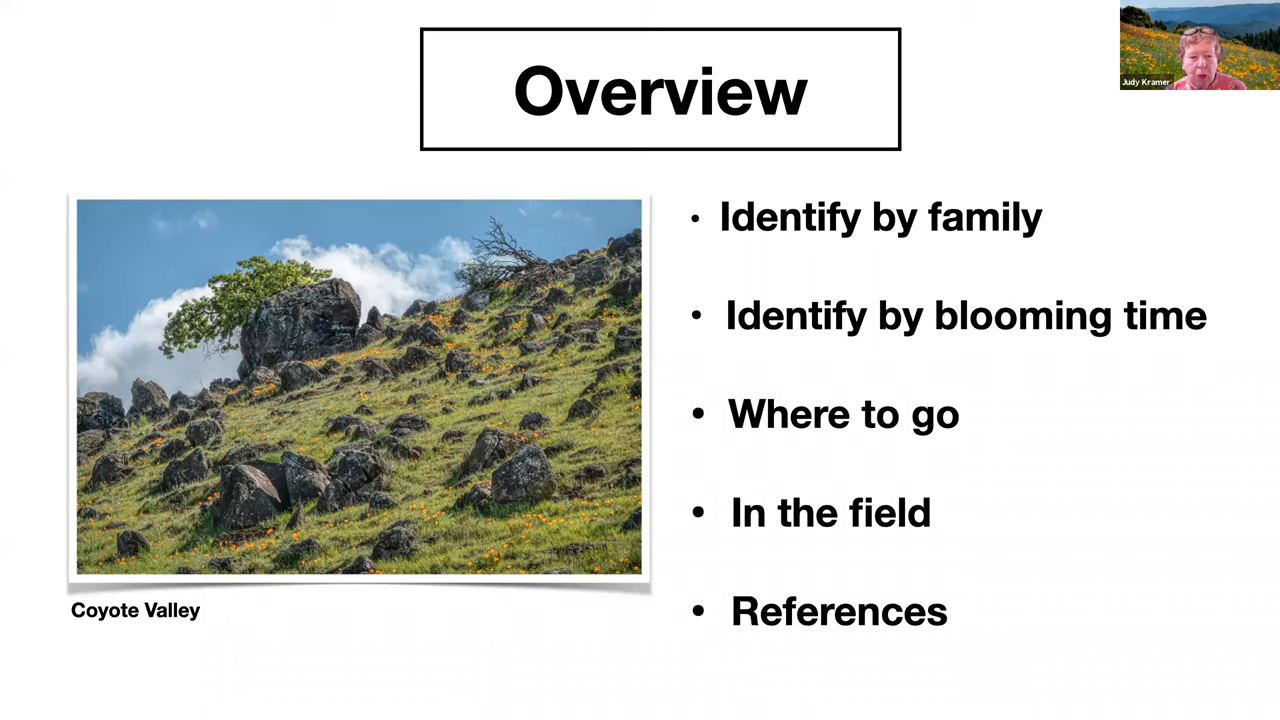 Overview
Judy Kramer
• Identify by family
• Identify by blooming time
• Where to go
• In the field
• References
Coyote Valley